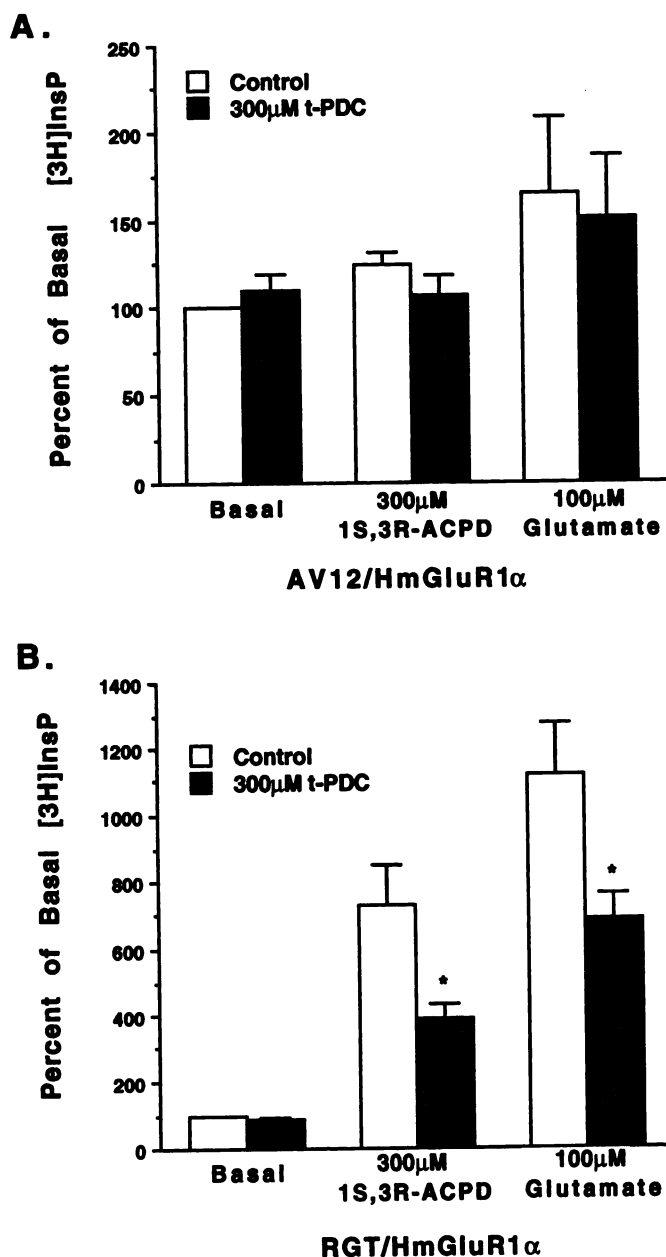 A.
Percent of Basal [3H]InsP
250
200
150
100
50
0
Control
300μM t-PDC
Basal
300μM
1S,3R-ACPD
100μM
Glutamate
AV12/HmGluR1α
B.
Percent of Basal [3H]InsP
1400
1200
1000
800
600
400
200
0
Control
300μM t-PDC
*
*
Basal
300μM
1S,3R-ACPD
100μM
Glutamate
RGT/HmGluR1α